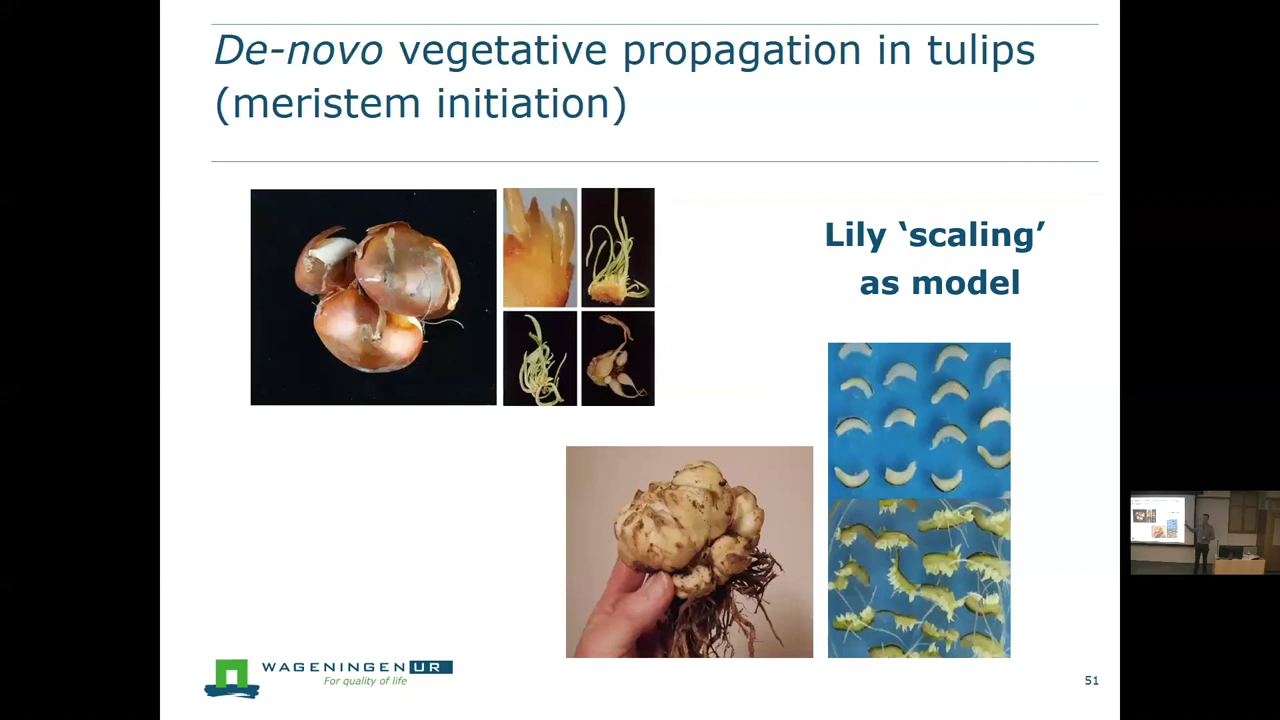 De-novo vegetative propagation in tulips
(meristem initiation)
Lily ‘scaling’
as model
WAGENINGEN UR
For quality of life
51